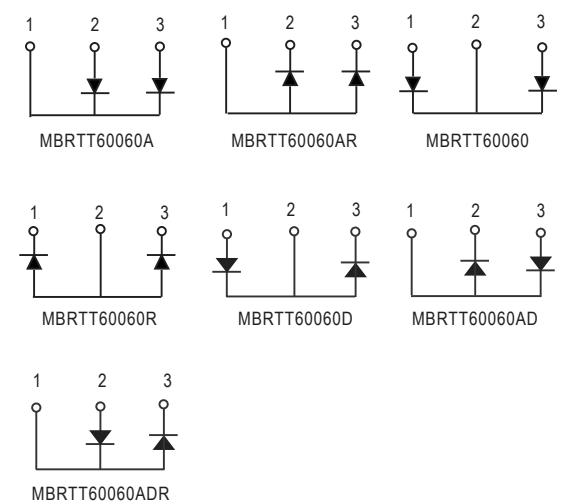 1 2 3 1 2 3 1 2 3
MBRTT60060A MBRTT60060AR MBRTT60060
1 2 3 1 2 3 1 2 3
MBRTT60060R MBRTT60060D MBRTT60060AD
1 2 3
MBRTT60060ADR